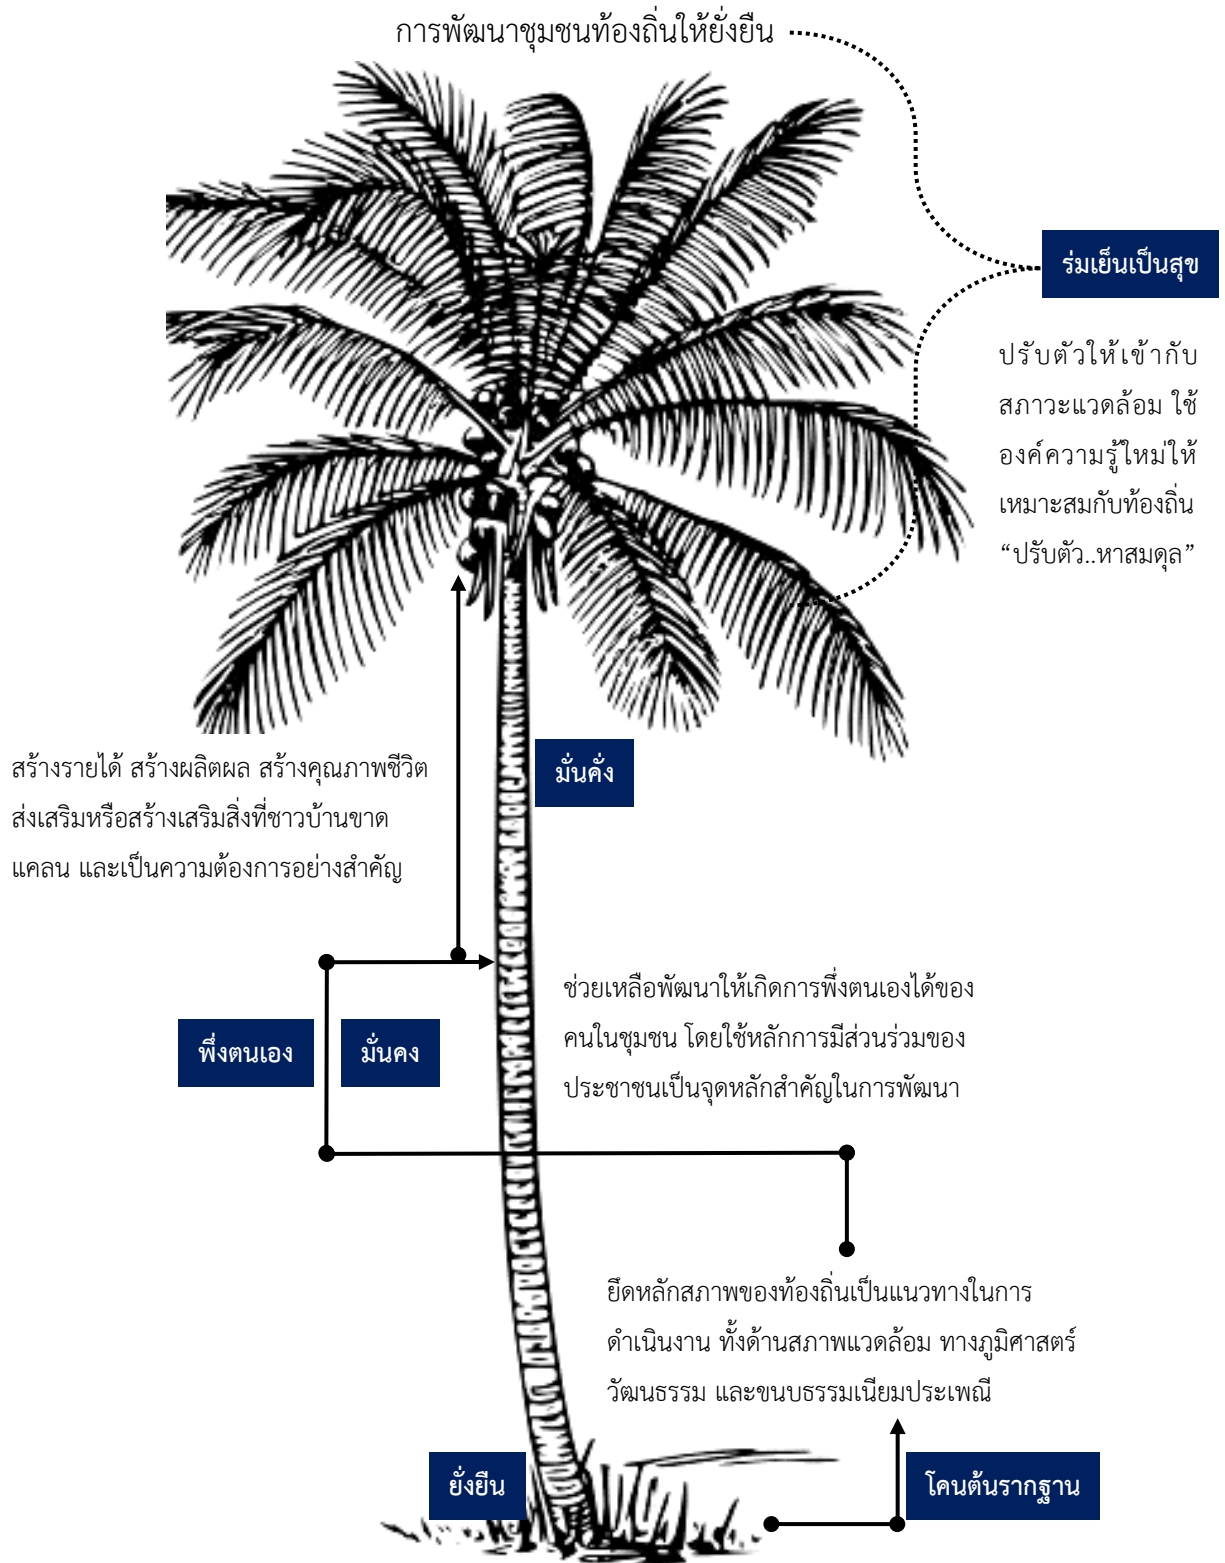 การพัฒนาชุมชนท้องถิ่นให้ยั่งยืน
ร่มเย็นเป็นสุข
ปรับตัวให้เข้ากับ
สภาวะแวดล้อม ใช้
องค์ความรู้ใหม่ให้
เหมาะสมกับท้องถิ่น
“ปรับตัว..หาสมดุล”
มั่นคั่ง
สร้างรายได้ สร้างผลิตผล สร้างคุณภาพชีวิต
ส่งเสริมหรือสร้างเสริมสิ่งที่ชาวบ้านขาด
แคลน และเป็นความต้องการอย่างสำคัญ
พึ่งตนเอง
มั่นคง
ช่วยเหลือพัฒนาให้เกิดการพึ่งตนเองได้ของ
คนในชุมชน โดยใช้หลักการมีส่วนร่วมของ
ประชาชนเป็นจุดหลักสำคัญในการพัฒนา
ยึดหลักสภาพของท้องถิ่นเป็นแนวทางในการ
ดำเนินงาน ทั้งด้านสภาพแวดล้อม ทางภูมิศาสตร์
วัฒนธรรม และขนบธรรมเนียมประเพณี
ยั่งยืน
โคนต้นรากฐาน